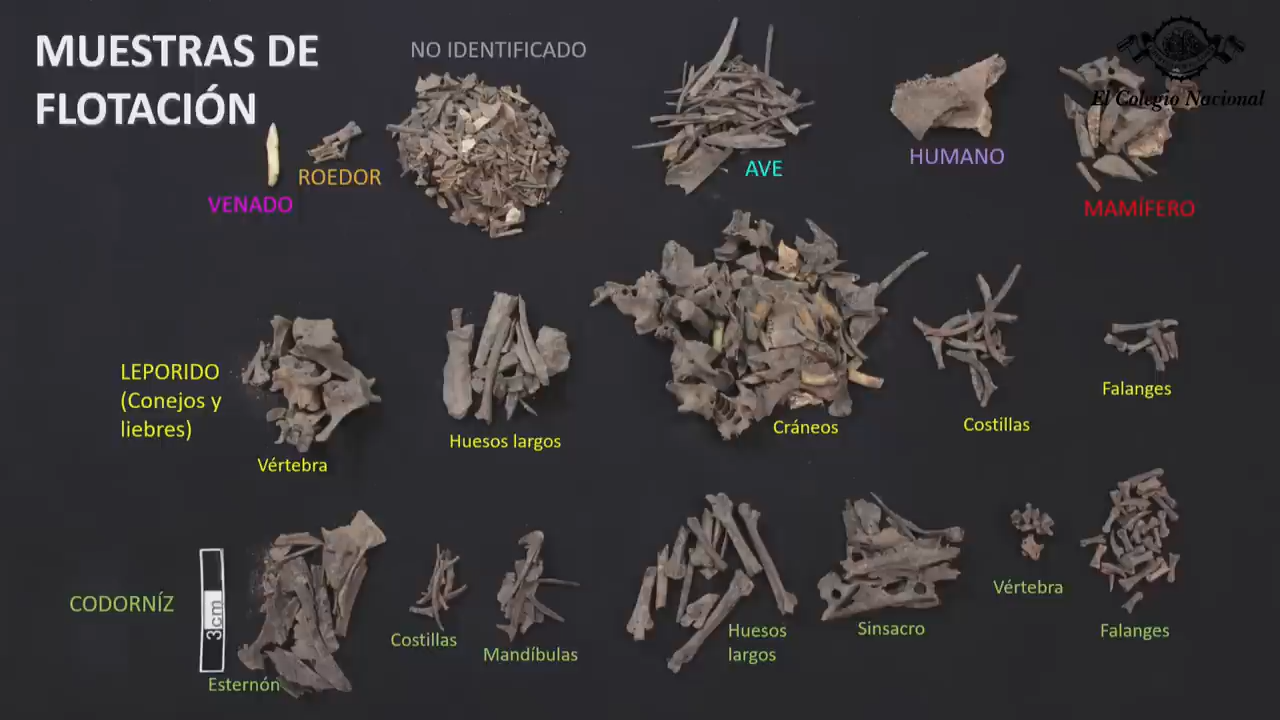 MUESTRAS DE
FLOTACIÓN
NO IDENTIFICADO
El Colegio Nacional
VENADO
ROEDOR
AVE
HUMANO
MAMÍFERO
LEPORIDO
(Conejos y
liebres)
Vértebra
Huesos largos
Cráneos
Costillas
Falanges
CODORNÍZ
3cm
Esternón
Costillas
Mandíbulas
Huesos
largos
Sinsacro
Vértebra
Falanges